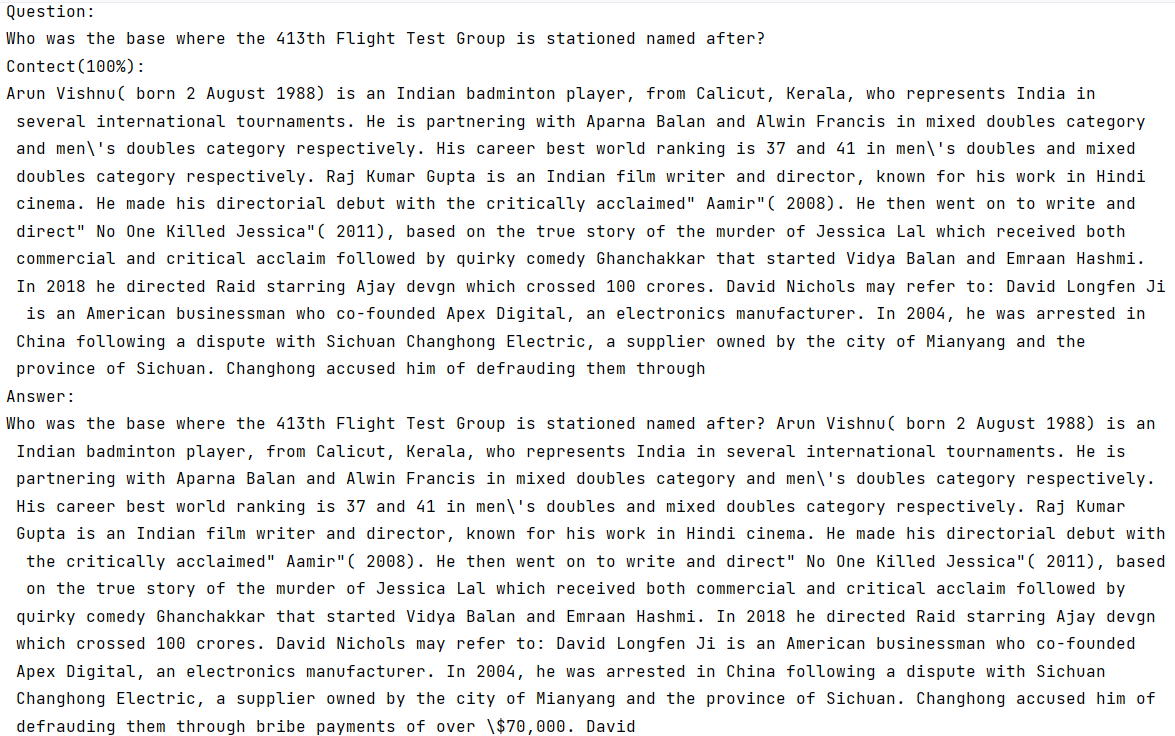 Question:
Who was the base where the 413th Flight Test Group is stationed named after?
Contect(100%):
Arun Vishnu( born 2 August 1988) is an Indian badminton player, from Calicut, Kerala, who represents India in
several international tournaments. He is partnering with Aparna Balan and Alwin Francis in mixed doubles category
and men\'s doubles category respectively. His career best world ranking is 37 and 41 in men\'s doubles and mixed
doubles category respectively. Raj Kumar Gupta is an Indian film writer and director, known for his work in Hindi
cinema. He made his directorial debut with the critically acclaimed" Aamir"( 2008). He then went on to write and
direct" No One Killed Jessica"( 2011), based on the true story of the murder of Jessica Lal which received both
commercial and critical acclaim followed by quirky comedy Ghanchakkar that started Vidya Balan and Emraan Hashmi.
In 2018 he directed Raid starring Ajay devgn which crossed 100 crores. David Nichols may refer to: David Longfen Ji
is an American businessman who co-founded Apex Digital, an electronics manufacturer. In 2004, he was arrested in
China following a dispute with Sichuan Changhong Electric, a supplier owned by the city of Mianyang and the
province of Sichuan. Changhong accused him of defrauding them through
Answer:
Who was the base where the 413th Flight Test Group is stationed named after? Arun Vishnu( born 2 August 1988) is an
Indian badminton player, from Calicut, Kerala, who represents India in several international tournaments. He is
partnering with Aparna Balan and Alwin Francis in mixed doubles category and men\'s doubles category respectively.
His career best world ranking is 37 and 41 in men\'s doubles and mixed doubles category respectively. Raj Kumar
Gupta is an Indian film writer and director, known for his work in Hindi cinema. He made his directorial debut with
the critically acclaimed" Aamir"( 2008). He then went on to write and direct" No One Killed Jessica"( 2011), based
on the true story of the murder of Jessica Lal which received both commercial and critical acclaim followed by
quirky comedy Ghanchakkar that started Vidya Balan and Emraan Hashmi. In 2018 he directed Raid starring Ajay devgn
which crossed 100 crores. David Nichols may refer to: David Longfen Ji is an American businessman who co-founded
Apex Digital, an electronics manufacturer. In 2004, he was arrested in China following a dispute with Sichuan
Changhong Electric, a supplier owned by the city of Mianyang and the province of Sichuan. Changhong accused him of
defrauding them through bribe payments of over \$70,000. David